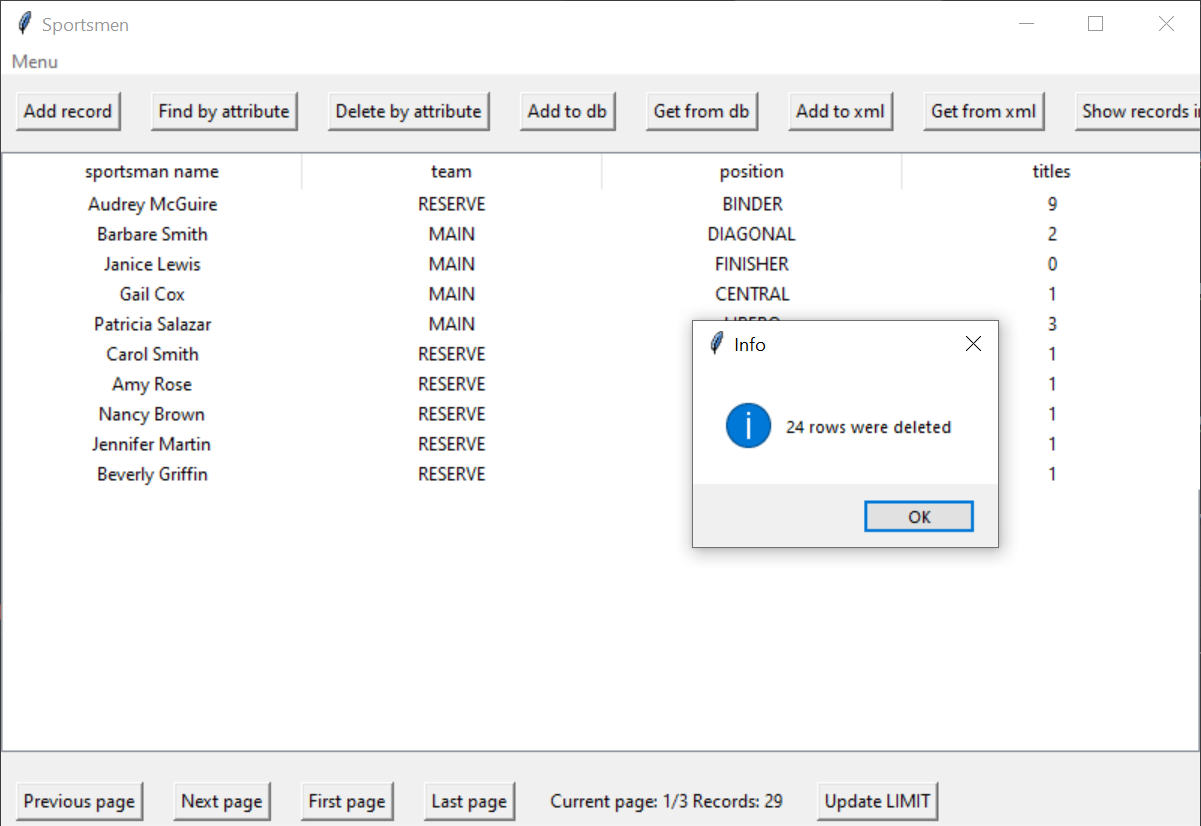 Sportsmen
Menu
Add record Find by attribute Delete by attribute Add to db Get from db Add to xml Get from xml Show records
sportsman name team position titles
Audrey McGuire RESERVE BINDER 9
Barbare Smith MAIN DIAGONAL 2
Janice Lewis MAIN FINISHER 0
Gail Cox MAIN CENTRAL 1
Patricia Salazar MAIN 3
Carol Smith RESERVE 1
Amy Rose RESERVE 1
Nancy Brown RESERVE 1
Jennifer Martin RESERVE 1
Beverly Griffin RESERVE 1
Info
24 rows were deleted
OK
Previous page Next page First page Last page Current page: 1/3 Records: 29 Update LIMIT